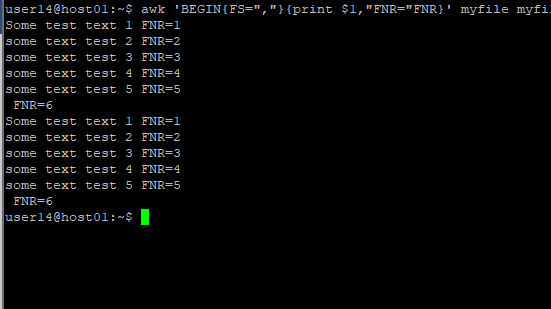 user14@host01:~$ awk 'BEGIN{FS=","}{print $1,"FNR="FNR}' myfile myfil
Some test text 1 FNR=1
some text test 2 FNR=2
some text test 3 FNR=3
some text test 4 FNR=4
some text test 5 FNR=5
 FNR=6
Some test text 1 FNR=1
some text test 2 FNR=2
some text test 3 FNR=3
some text test 4 FNR=4
some text test 5 FNR=5
 FNR=6
user14@host01:~$